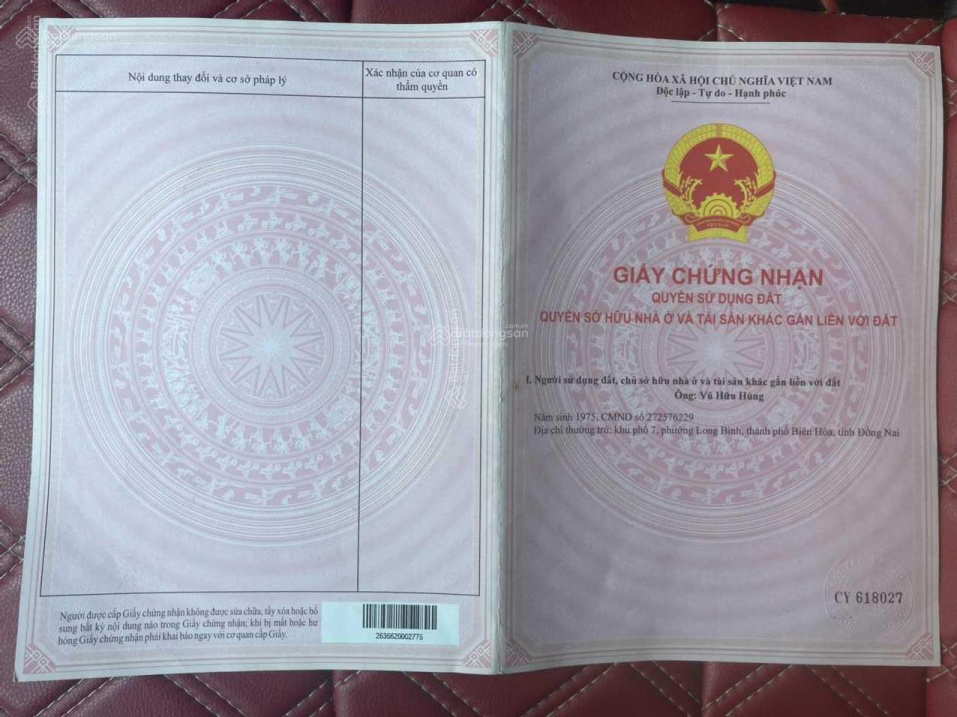 Nội dung thay đổi và cơ sở pháp lý
Xác nhận của cơ quan có
thẩm quyền
Người được cấp Giấy chứng nhận không được sửa chữa, tẩy xóa hoặc bổ
sung bất kỳ nội dung nào trong Giấy chứng nhận; khi bị mất hoặc hư
hỏng Giấy chứng nhận phải khai báo ngay với cơ quan cấp Giấy.
2635620002775
CỘNG HÒA XÃ HỘI CHỦ NGHĨA VIỆT NAM
Độc lập - Tự do - Hạnh phúc
GIẤY CHỨNG NHẬN
QUYỀN SỬ DỤNG ĐẤT
QUYỀN SỞ HỮU NHÀ Ở VÀ TÀI SẢN KHÁC GẮN LIỀN VỚI ĐẤT
Batdongsan
.com.vn
I. Người sử dụng đất, chủ sở hữu nhà ở và tài sản khác gắn liền với đất
Ông: Vũ Hữu Hùng
Năm sinh 1975, CMND số 272576229
Địa chỉ thường trú: khu phố 7, phường Long Bình, thành phố Biên Hòa, tỉnh Đồng Nai
CY 618027